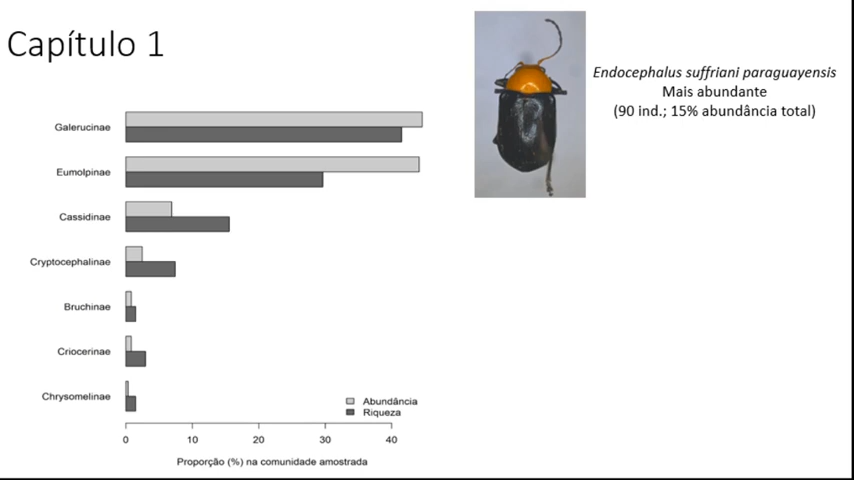 Capítulo 1
Endocephalus suffriani paraguayensis
Mais abundante
(90 ind.; 15% abundância total)
Galerucinae
Eumolpinae
Cassidinae
Cryptocephalinae
Bruchinae
Criocerinae
Chrysomelinae
Abundância
Riqueza
0 10 20 30 40
Proporção (%) na comunidade amostrada